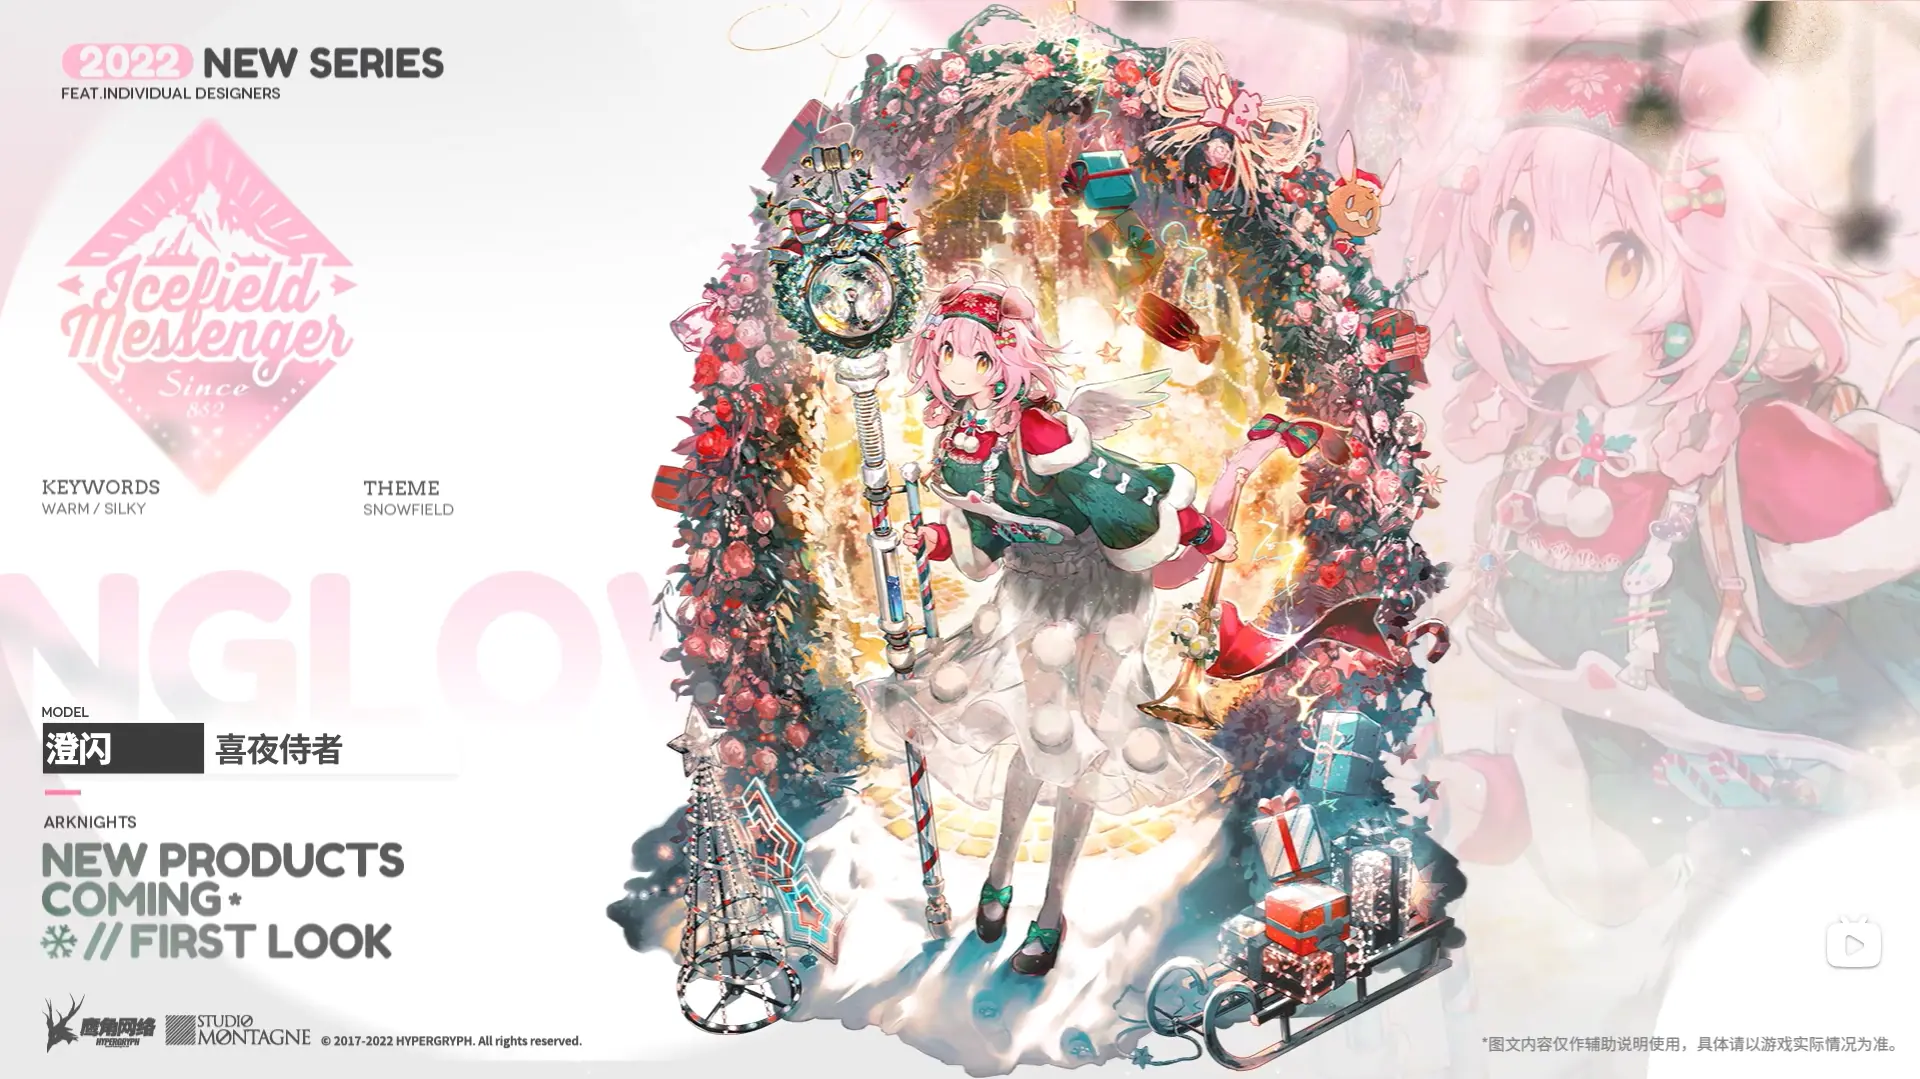 2022 NEW SERIES
FEAT.INDIVIDUAL DESIGNERS
Icefield
Messenger
Since
852
KEYWORDS
WARM / SILKY
THEME
SNOWFIELD
NGLOW
MODEL
澄闪 喜夜侍者
ARKNIGHTS
NEW PRODUCTS
COMING*
// FIRST LOOK
鹰角网络
HYPERGRYPH
STUDIO
MØNTAGNE
© 2017-2022 HYPERGRYPH. All rights reserved.
*图文内容仅作辅助说明使用，具体请以游戏实际情况为准。